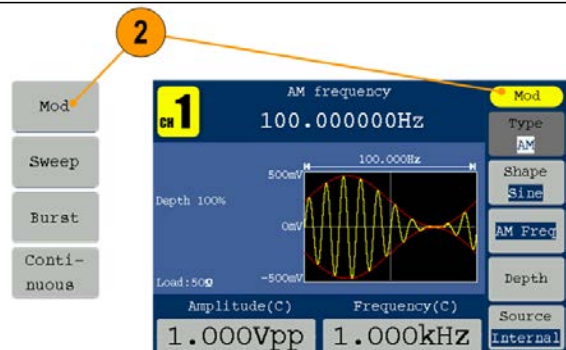 2
Mod
Sweep
Burst
Conti-
nuous
CH 1
AM frequency
100.000000Hz
100.000Hz
500mV
Depth 100%
0mV
Load:50Ω
-500mV
Amplitude(C)
1.000Vpp
Frequency(C)
1.000kHz
Mod
Type
AM
Shape
Sine
AM Freq
Depth
Source
Internal